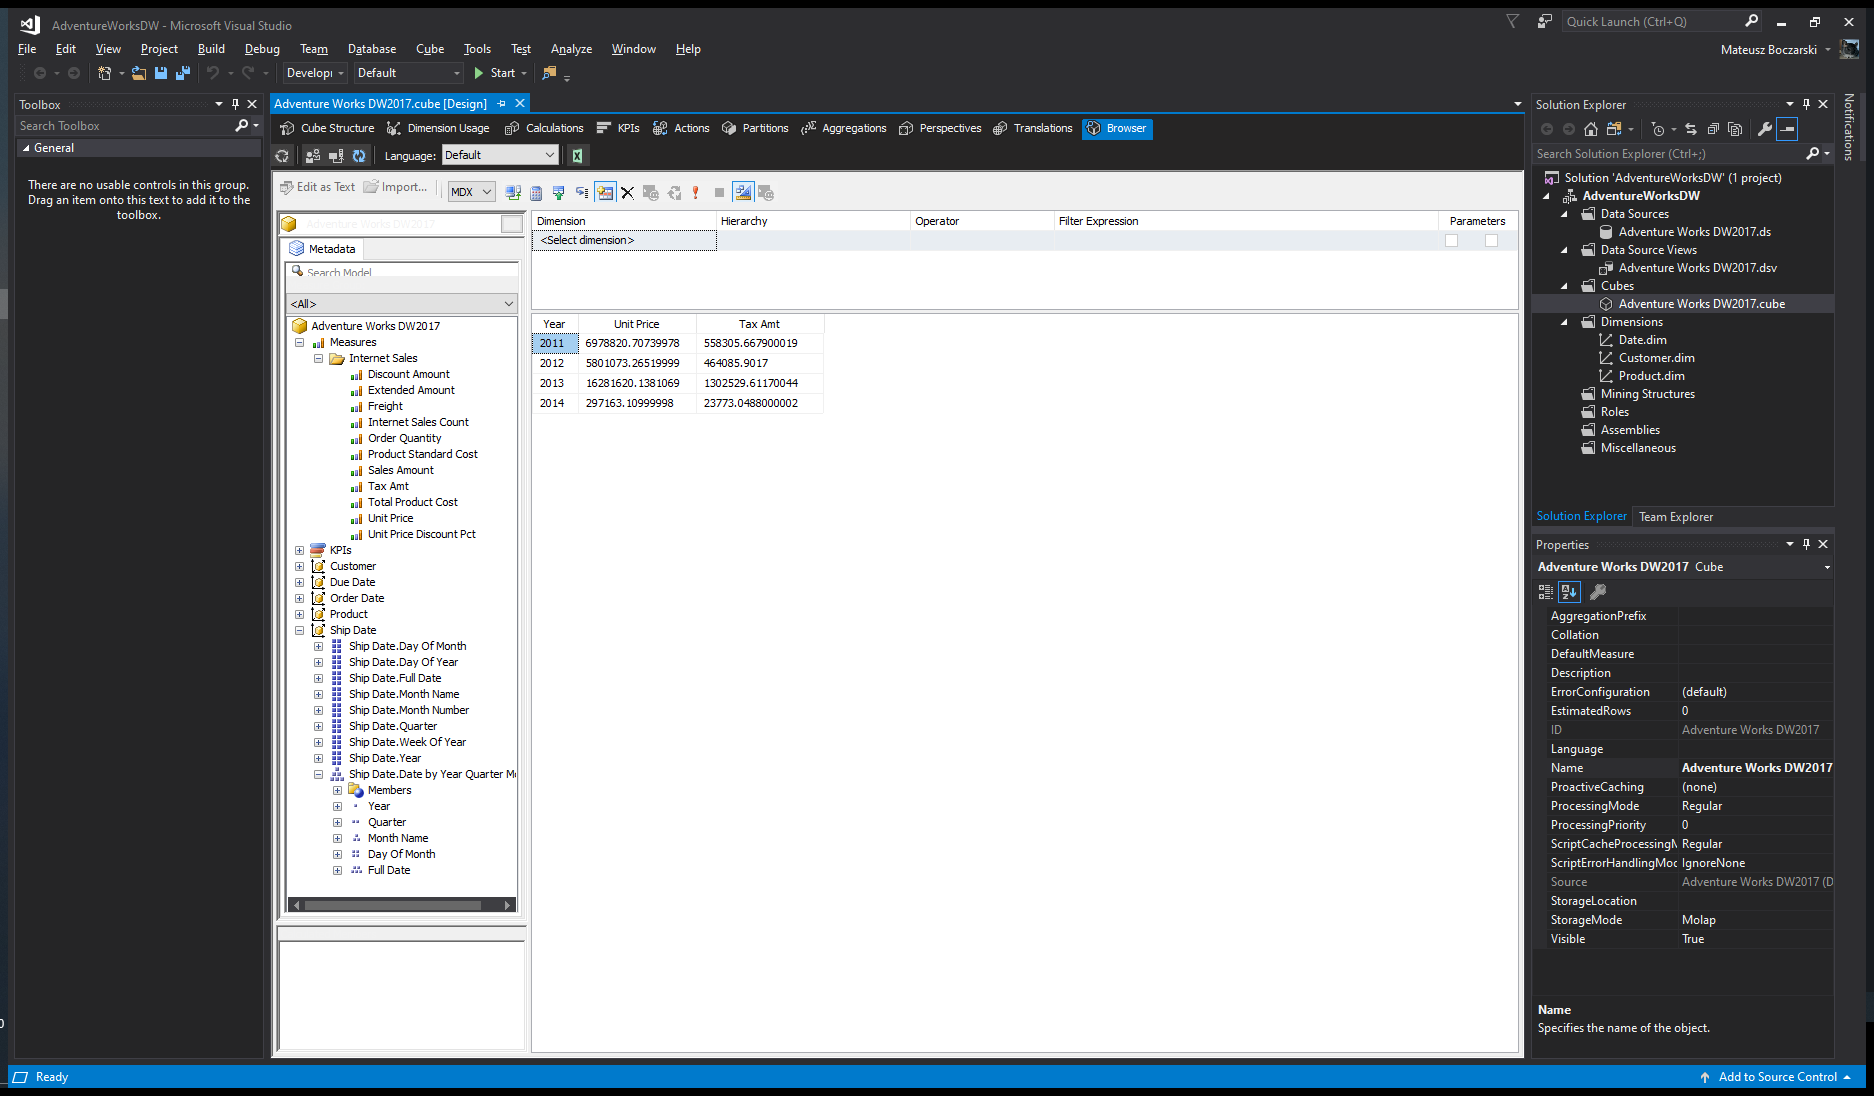 AdventureWorksDW - Microsoft Visual Studio
Quick Launch (Ctrl+Q)
File Edit View Project Build Debug Team Database Cube Tools Test Analyze Window Help
Mateusz Boczarski
Develop Default Start
Toolbox
Search Toolbox
General
There are no usable controls in this group.
Drag an item onto this text to add it to the
toolbox.
Adventure Works DW2017.cube [Design]
Cube Structure Dimension Usage Calculations KPIs Actions Partitions Aggregations Perspectives Translations Browser
Language: Default
Edit as Text Import... MDX
Adventure Works DW2017
Metadata
Search Model
<All>
Adventure Works DW2017
Measures
Internet Sales
Discount Amount
Extended Amount
Freight
Internet Sales Count
Order Quantity
Product Standard Cost
Sales Amount
Tax Amt
Total Product Cost
Unit Price
Unit Price Discount Pct
KPIs
Customer
Due Date
Order Date
Product
Ship Date
Ship Date.Day Of Month
Ship Date.Day Of Year
Ship Date.Full Date
Ship Date.Month Name
Ship Date.Month Number
Ship Date.Quarter
Ship Date.Week Of Year
Ship Date.Year
Ship Date.Date by Year Quarter Mo
Members
Year
Quarter
Month Name
Day Of Month
Full Date
Dimension Hierarchy Operator Filter Expression Parameters
<Select dimension>
Year Unit Price Tax Amt
2011 6978820.70739978 558305.667900019
2012 5801073.26519999 464085.9017
2013 16281620.1381069 1302529.61170044
2014 297163.10999998 23773.0488000002
Solution Explorer
Search Solution Explorer (Ctrl+;)
Solution 'AdventureWorksDW' (1 project)
AdventureWorksDW
Data Sources
Adventure Works DW2017.ds
Data Source Views
Adventure Works DW2017.dsv
Cubes
Adventure Works DW2017.cube
Dimensions
Date.dim
Customer.dim
Product.dim
Mining Structures
Roles
Assemblies
Miscellaneous
Solution Explorer Team Explorer
Notifications
Properties
Adventure Works DW2017 Cube
AggregationPrefix
Collation
DefaultMeasure
Description
ErrorConfiguration (default)
EstimatedRows 0
ID Adventure Works DW2017
Language
Name Adventure Works DW2017
ProactiveCaching (none)
ProcessingMode Regular
ProcessingPriority 0
ScriptCacheProcessingM Regular
ScriptErrorHandlingMod IgnoreNone
Source Adventure Works DW2017 (D
StorageLocation
StorageMode Molap
Visible True
Name
Specifies the name of the object.
Ready
Add to Source Control